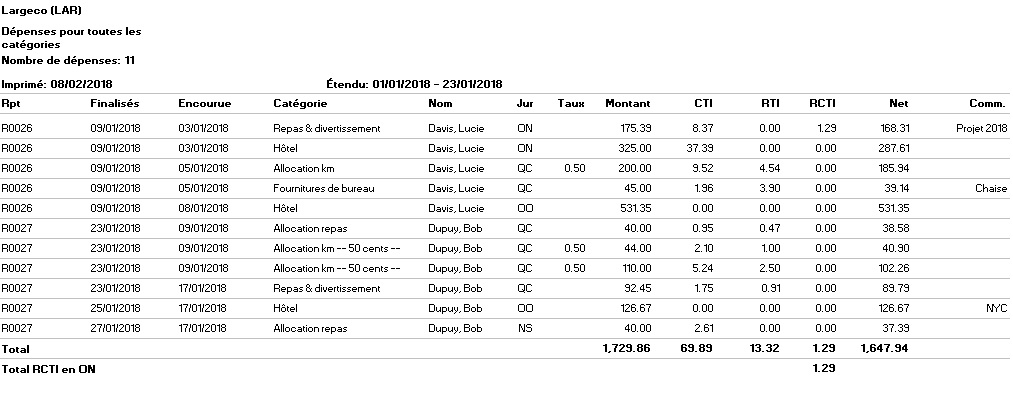 Largeco (LAR)
Dépenses pour toutes les
catégories
Nombre de dépenses: 11
Imprimé: 08/02/2018 Étendu: 01/01/2018 - 23/01/2018
Rpt Finalisés Encourue Catégorie Nom Jur Taux Montant CTI RTI RCTI Net Comm.
R0026 09/01/2018 03/01/2018 Repas & divertissement Davis, Lucie ON 175.39 8.37 0.00 1.29 168.31 Projet 2018
R0026 09/01/2018 03/01/2018 Hôtel Davis, Lucie ON 325.00 37.39 0.00 0.00 287.61
R0026 09/01/2018 05/01/2018 Allocation km Davis, Lucie QC 0.50 200.00 9.52 4.54 0.00 185.94
R0026 09/01/2018 05/01/2018 Fournitures de bureau Davis, Lucie QC 45.00 1.96 3.90 0.00 39.14 Chaise
R0026 09/01/2018 08/01/2018 Hôtel Davis, Lucie OO 531.35 0.00 0.00 0.00 531.35
R0027 23/01/2018 09/01/2018 Allocation repas Dupuy, Bob QC 40.00 0.95 0.47 0.00 38.58
R0027 23/01/2018 09/01/2018 Allocation km -- 50 cents -- Dupuy, Bob QC 0.50 44.00 2.10 1.00 0.00 40.90
R0027 23/01/2018 09/01/2018 Allocation km -- 50 cents -- Dupuy, Bob QC 0.50 110.00 5.24 2.50 0.00 102.26
R0027 23/01/2018 17/01/2018 Repas & divertissement Dupuy, Bob QC 92.45 1.75 0.91 0.00 89.79
R0027 25/01/2018 17/01/2018 Hôtel Dupuy, Bob OO 126.67 0.00 0.00 0.00 126.67 NYC
R0027 27/01/2018 17/01/2018 Allocation repas Dupuy, Bob NS 40.00 2.61 0.00 0.00 37.39
Total 1,729.86 69.89 13.32 1.29 1,647.94
Total RCTI en ON 1.29